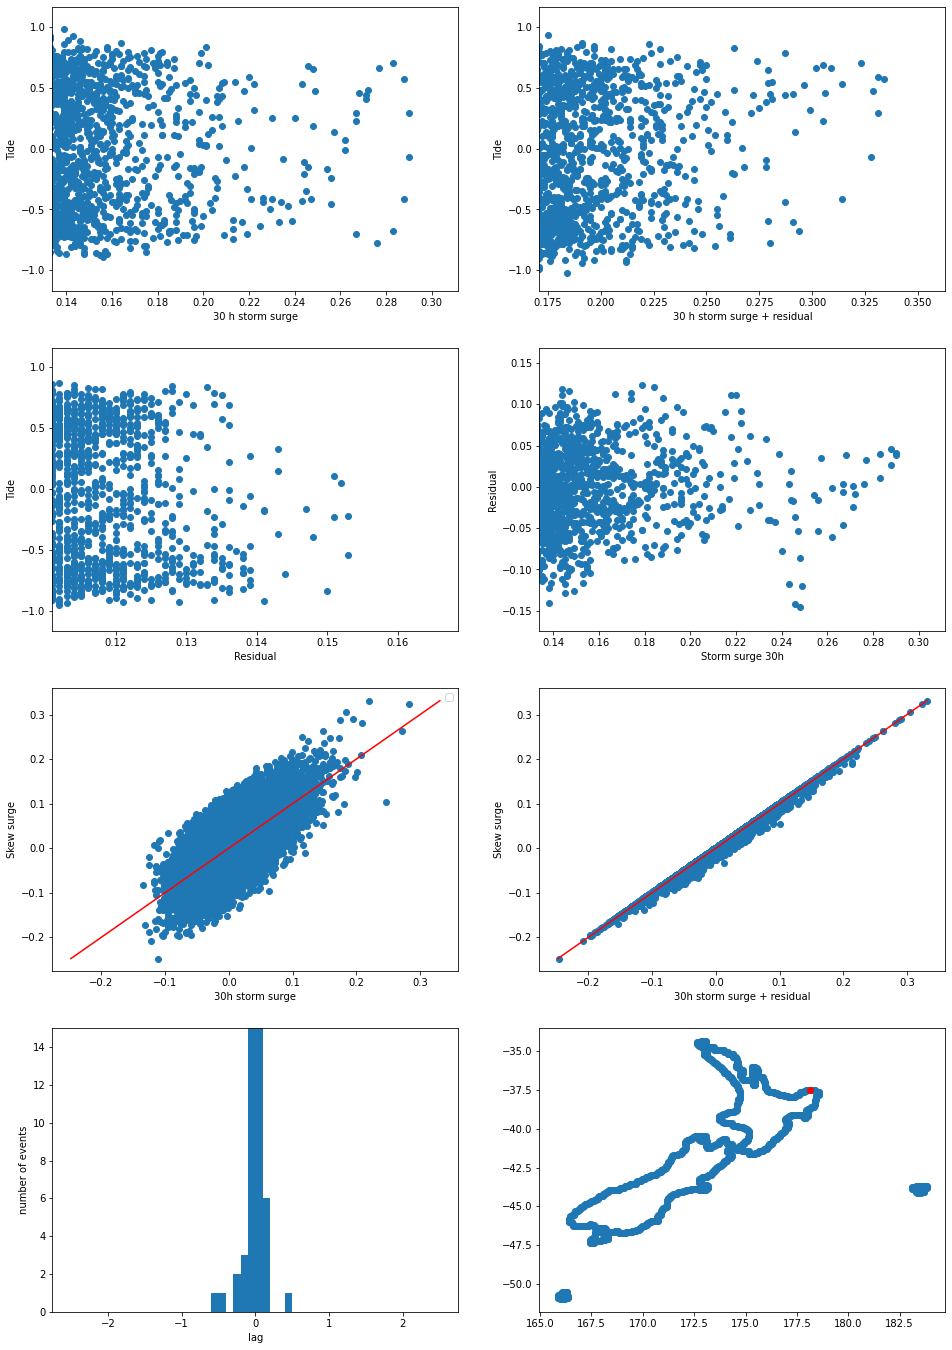 1.0
0.5
0.0
−0.5
−1.0
Tide
0.14 0.16 0.18 0.20 0.22 0.24 0.26 0.28 0.30
30 h storm surge
1.0
0.5
0.0
−0.5
−1.0
Tide
0.175 0.200 0.225 0.250 0.275 0.300 0.325 0.350
30 h storm surge + residual
1.0
0.5
0.0
−0.5
−1.0
Tide
0.12 0.13 0.14 0.15 0.16
Residual
0.15
0.10
0.05
0.00
−0.05
−0.10
−0.15
Residual
0.14 0.16 0.18 0.20 0.22 0.24 0.26 0.28 0.30
Storm surge 30h
0.3
0.2
0.1
0.0
−0.1
−0.2
Skew surge
−0.2 −0.1 0.0 0.1 0.2 0.3
30h storm surge
0.3
0.2
0.1
0.0
−0.1
−0.2
Skew surge
−0.2 −0.1 0.0 0.1 0.2 0.3
30h storm surge + residual
14
12
10
8
6
4
2
0
number of events
−2 −1 0 1 2
lag
−35.0
−37.5
−40.0
−42.5
−45.0
−47.5
−50.0
165.0 167.5 170.0 172.5 175.0 177.5 180.0 182.5